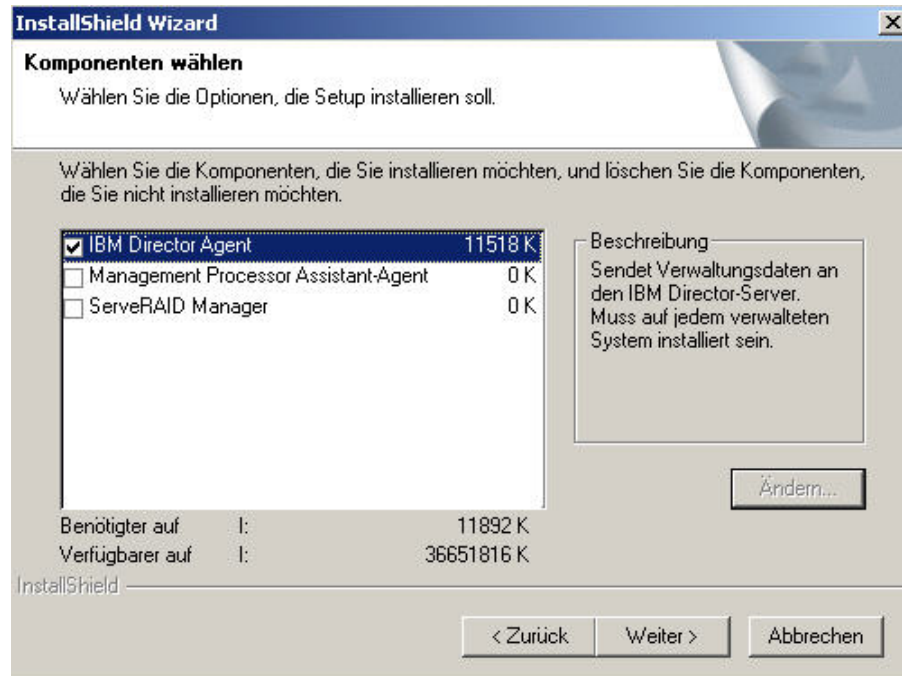 InstallShield Wizard
Komponenten wählen
Wählen Sie die Optionen, die Setup installieren soll.
Wählen Sie die Komponenten, die Sie installieren möchten, und löschen Sie die Komponenten,
die Sie nicht installieren möchten.
IBM Director Agent 11518 K
Management Processor Assistant-Agent 0 K
ServeRAID Manager 0 K
Beschreibung
Sendet Verwaltungsdaten an
den IBM Director-Server.
Muss auf jedem verwalteten
System installiert sein.
Ändern...
Benötigter auf I: 11892 K
Verfügbarer auf I: 36651816 K
InstallShield
< Zurück Weiter > Abbrechen